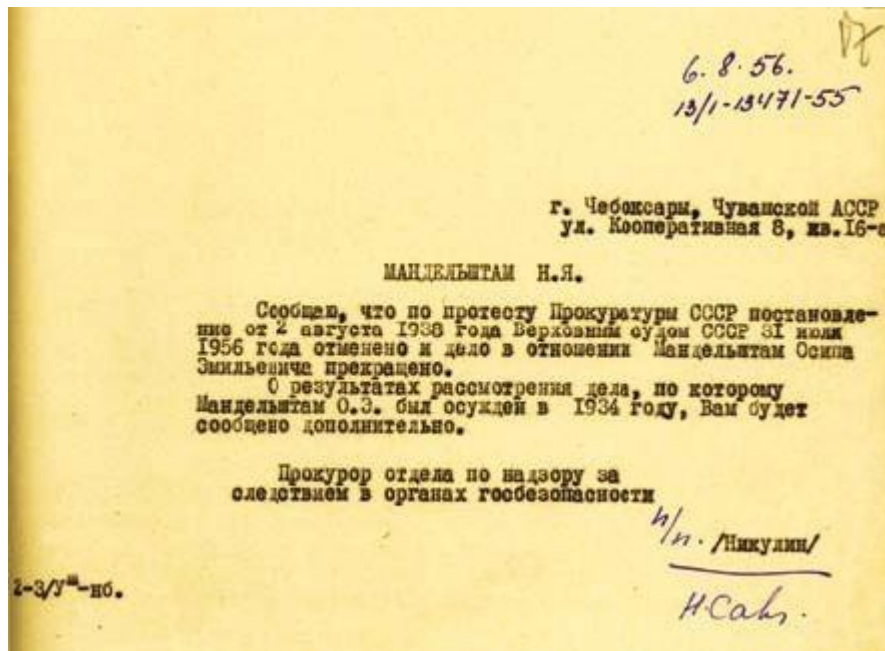 6.8.56.
13/1-13471-55
г. Чебоксары, Чувашской АССР
ул. Кооперативная 8, кв.16-а
МАНДЕЛЬШТАМ Н.Я.
Сообщаю, что по протесту Прокуратуры СССР постановле-
ние от 2 августа 1938 года Верховным судом СССР 31 июля
1956 года отменено и дело в отношении Мандельштам Осипа
Эмильевича прекращено.
О результатах рассмотрения дела, по которому
Мандельштам О.Э. был осужден в 1934 году, Вам будет
сообщено дополнительно.
Прокурор отдела по надзору за
следствием в органах госбезопасности
п/п. /Никулин/
2-3/Уш-нб.